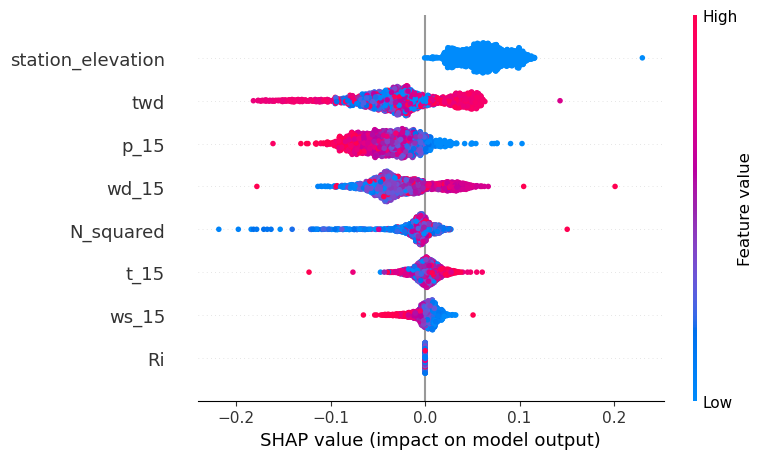 High
station_elevation
twd
p_15
wd_15
N_squared
t_15
ws_15
Ri
Feature value
Low
−0.2 −0.1 0.0 0.1 0.2
SHAP value (impact on model output)